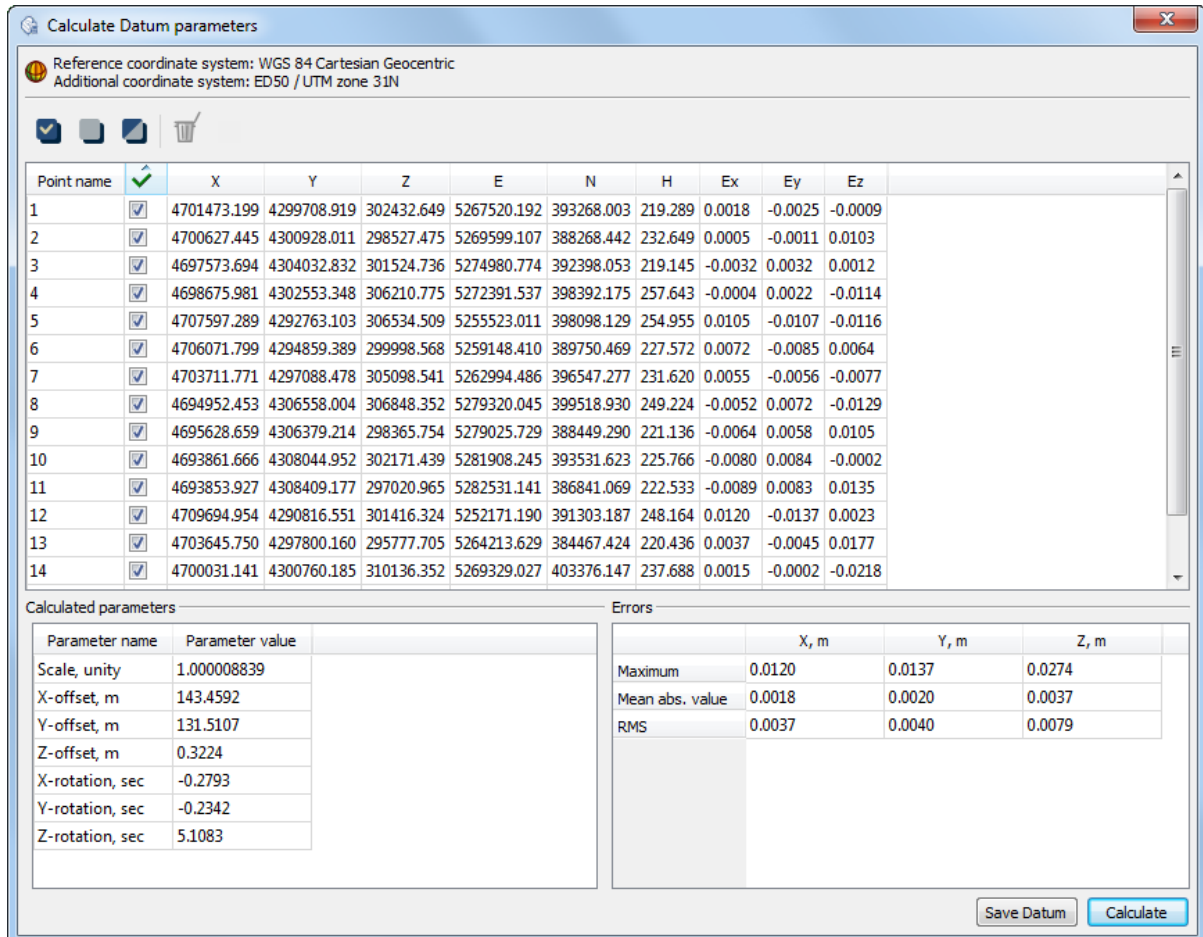 Calculate Datum parameters
Reference coordinate system: WGS 84 Cartesian Geocentric
Additional coordinate system: ED50 / UTM zone 31N
Point name X Y Z E N H Ex Ey Ez
1 4701473.199 4299708.919 302432.649 5267520.192 393268.003 219.289 0.0018 -0.0025 -0.0009
2 4700627.445 4300928.011 298527.475 5269599.107 388268.442 232.649 0.0005 -0.0011 0.0103
3 4697573.694 4304032.832 301524.736 5274980.774 392398.053 219.145 -0.0032 0.0032 0.0012
4 4698675.981 4302553.348 306210.775 5272391.537 398392.175 257.643 -0.0004 0.0022 -0.0114
5 4707597.289 4292763.103 306534.509 5255523.011 398098.129 254.955 0.0105 -0.0107 -0.0116
6 4706071.799 4294859.389 299998.568 5259148.410 389750.469 227.572 0.0072 -0.0085 0.0064
7 4703711.771 4297088.478 305098.541 5262994.486 396547.277 231.620 0.0055 -0.0056 -0.0077
8 4694952.453 4306558.004 306848.352 5279320.045 399518.930 249.224 -0.0052 0.0072 -0.0129
9 4695628.659 4306379.214 298365.754 5279025.729 388449.290 221.136 -0.0064 0.0058 0.0105
10 4693861.666 4308044.952 302171.439 5281908.245 393531.623 225.766 -0.0080 0.0084 -0.0002
11 4693853.927 4308409.177 297020.965 5282531.141 386841.069 222.533 -0.0089 0.0083 0.0135
12 4709694.954 4290816.551 301416.324 5252171.190 391303.187 248.164 0.0120 -0.0137 0.0023
13 4703645.750 4297800.160 295777.705 5264213.629 384467.424 220.436 0.0037 -0.0045 0.0177
14 4700031.141 4300760.185 310136.352 5269329.027 403376.147 237.688 0.0015 -0.0002 -0.0218
Calculated parameters
Parameter name Parameter value
Scale, unity 1.000008839
X-offset, m 143.4592
Y-offset, m 131.5107
Z-offset, m 0.3224
X-rotation, sec -0.2793
Y-rotation, sec -0.2342
Z-rotation, sec 5.1083
Errors
X, m Y, m Z, m
Maximum 0.0120 0.0137 0.0274
Mean abs. value 0.0018 0.0020 0.0037
RMS 0.0037 0.0040 0.0079
Save Datum Calculate